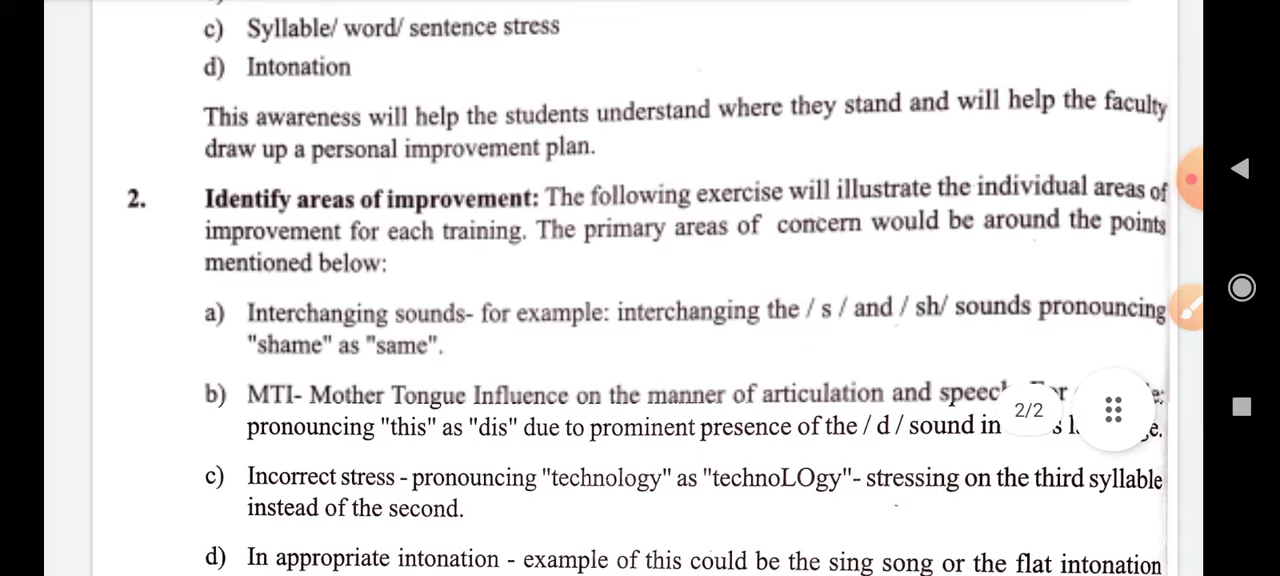 c) Syllable/ word/ sentence stress
d) Intonation
This awareness will help the students understand where they stand and will help the faculty
draw up a personal improvement plan.
2. Identify areas of improvement: The following exercise will illustrate the individual areas of
improvement for each training. The primary areas of concern would be around the points
mentioned below:
a) Interchanging sounds- for example: interchanging the / s / and / sh/ sounds pronouncing
"shame" as "same".
b) MTI- Mother Tongue Influence on the manner of articulation and
pronouncing "this" as "dis" due to prominent presence of the / d / sound in
2/2
c) Incorrect stress - pronouncing "technology" as "technoLOgy"- stressing on the third syllable
instead of the second.
d) In appropriate intonation - example of this could be the sing song or the flat intonation